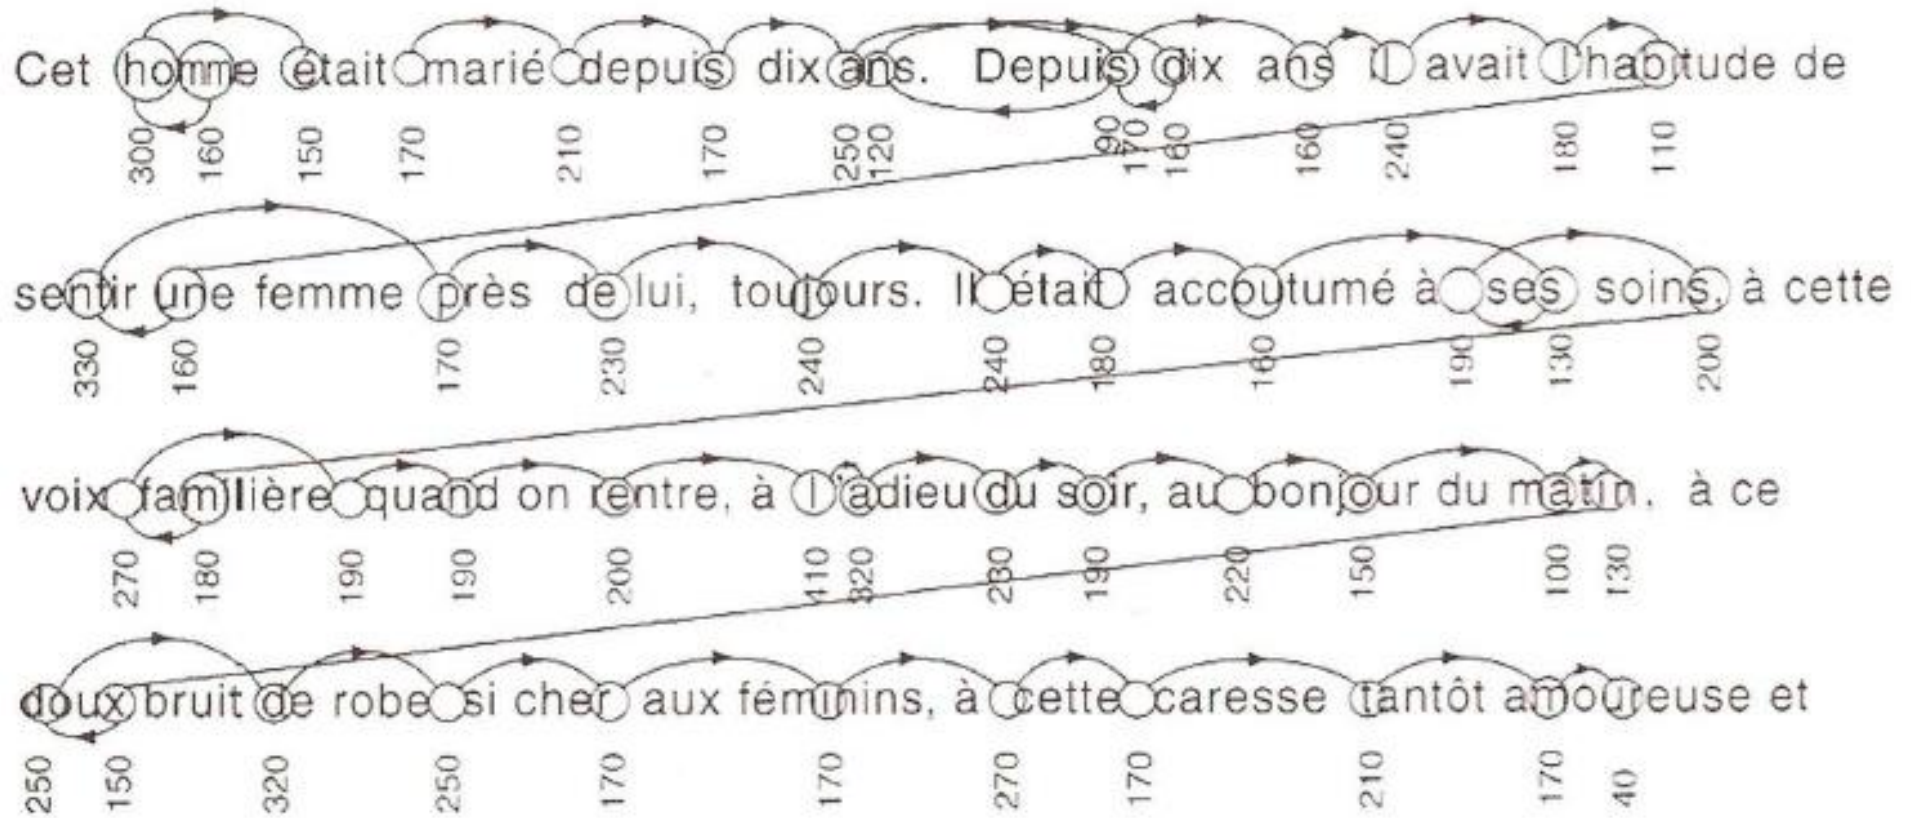 Cet homme était marié depuis dix ans. Depuis dix ans il avait l'habitude de
300 160 150 170 210 170 250 120 90 170 160 160 240 180 110
sentir une femme près de lui, toujours. Il était accoutumé à ses soins, à cette
330 160 170 230 240 240 180 160 190 130 200
voix familière quand on rentre, à l'adieu du soir, au bonjour du matin, à ce
270 180 190 190 200 410 320 230 190 220 150 100 130
doux bruit de robe si cher aux féminins, à cette caresse tantôt amoureuse et
250 150 320 250 170 170 270 170 210 170 40